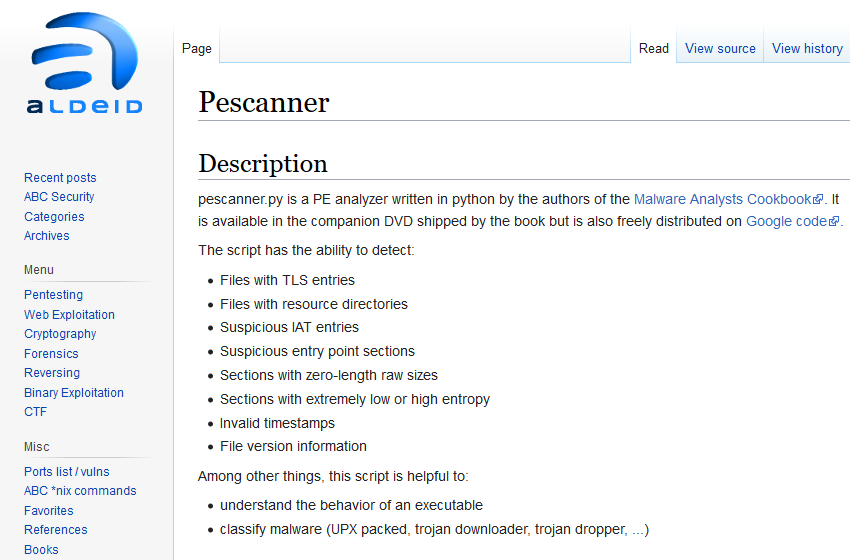 aLDeID
Page
Read
View source
View history
Pescanner
Description
pescanner.py is a PE analyzer written in python by the authors of the Malware Analysts Cookbook. It
is available in the companion DVD shipped by the book but is also freely distributed on Google code.
The script has the ability to detect:
• Files with TLS entries
• Files with resource directories
• Suspicious IAT entries
• Suspicious entry point sections
• Sections with zero-length raw sizes
• Sections with extremely low or high entropy
• Invalid timestamps
• File version information
Among other things, this script is helpful to:
• understand the behavior of an executable
• classify malware (UPX packed, trojan downloader, trojan dropper, ...)
Recent posts
ABC Security
Categories
Archives
Menu
Pentesting
Web Exploitation
Cryptography
Forensics
Reversing
Binary Exploitation
CTF
Misc
Ports list / vulns
ABC *nix commands
Favorites
References
Books